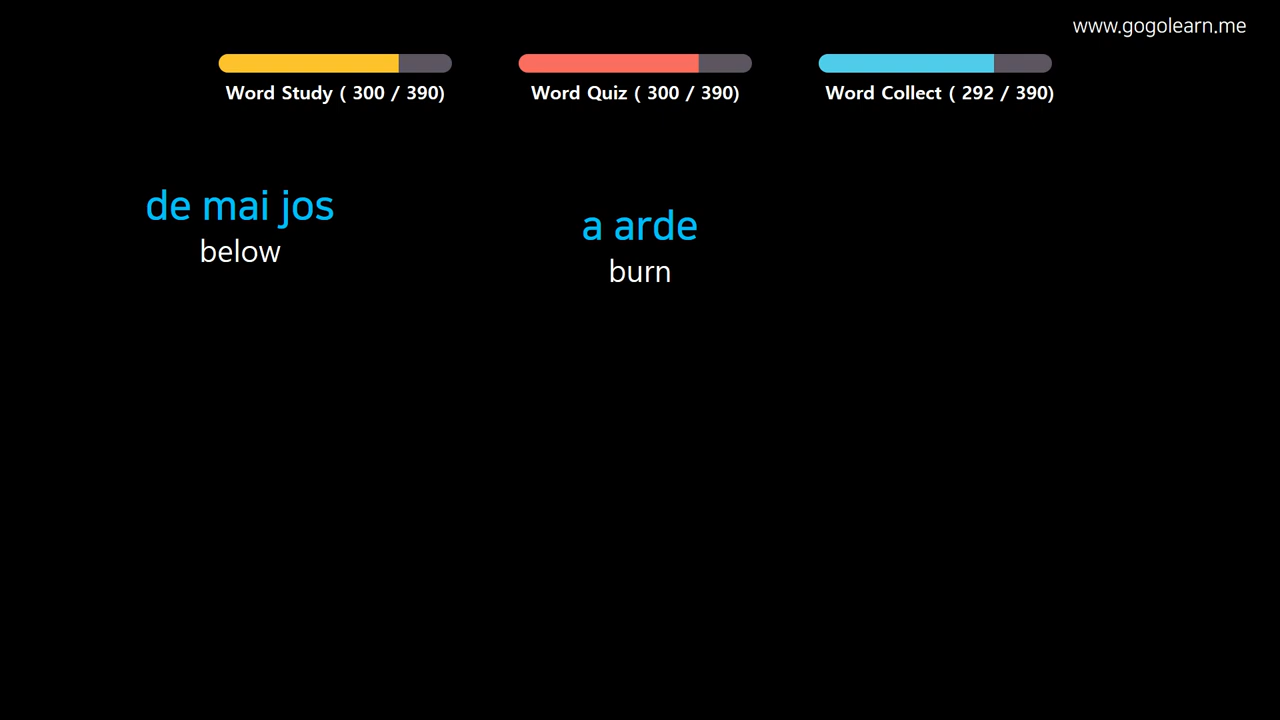 www.gogolearn.me
Word Study ( 300 / 390)
Word Quiz ( 300 / 390)
Word Collect ( 292 / 390)
de mai jos
below
a arde
burn